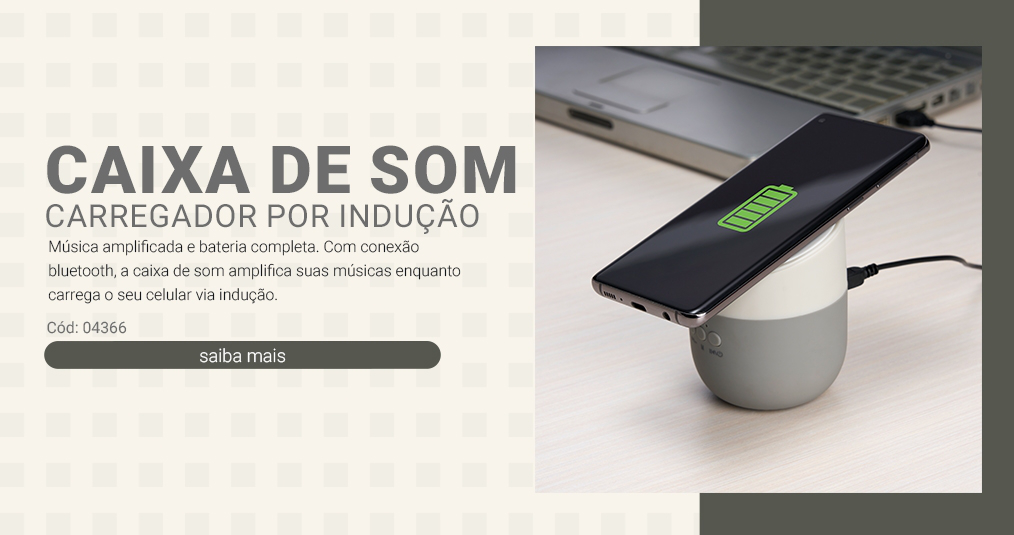 CAIXA DE SOM
CARREGADOR POR INDUÇÃO
Música amplificada e bateria completa. Com conexão
bluetooth, a caixa de som amplifica suas músicas enquanto
carrega o seu celular via indução.
Cód: 04366
saiba mais